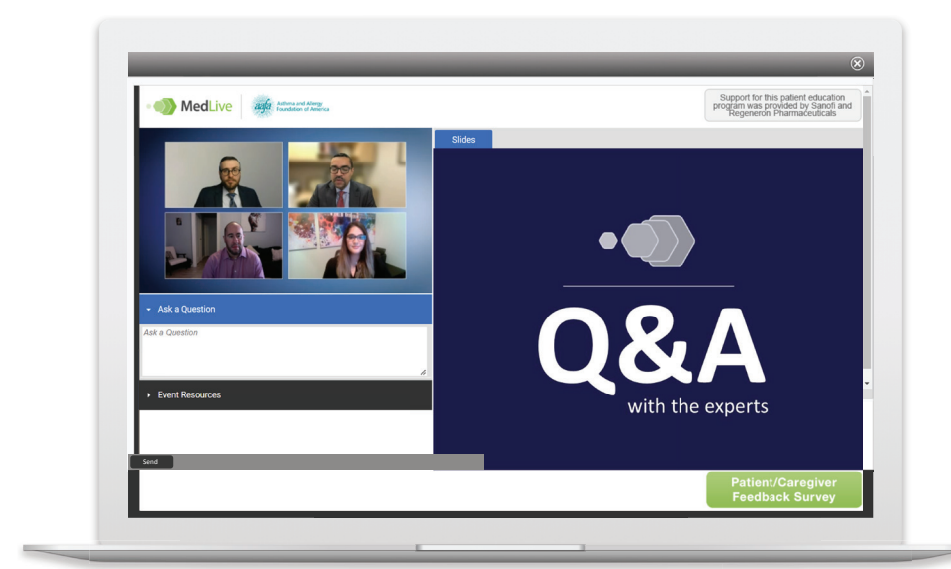 MedLive
aafa
Asthma and Allergy
Foundation of America
Support for this patient education
program was provided by Sanofi and
Regeneron Pharmaceuticals
Slides
Ask a Question
Ask a Question
Event Resources
Send
Q&A
with the experts
Patient/Caregiver
Feedback Survey